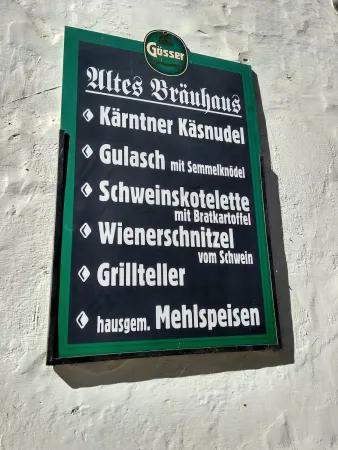 Gösser
Altes Bräuhaus
Kärntner Käsnudel
Gulasch mit Semmelknödel
Schweinskotelette
mit Bratkartoffel
Wienerschnitzel
vom Schwein
Grillteller
hausgem. Mehlspeisen